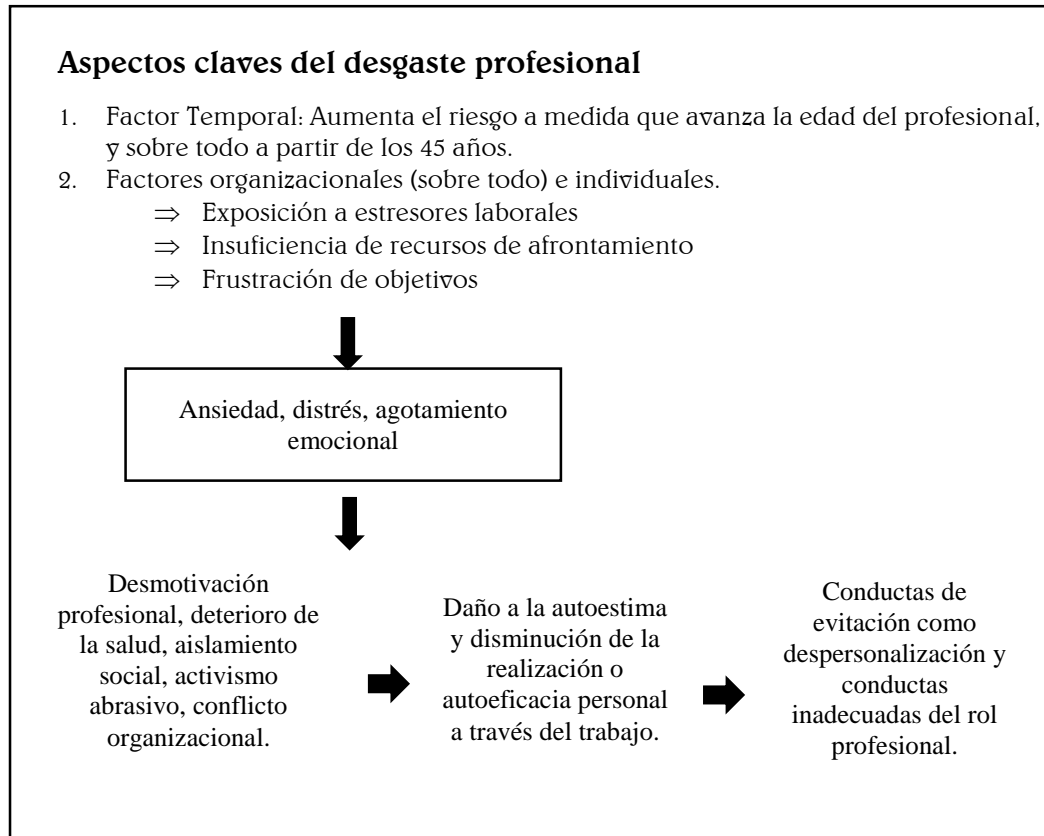 Aspectos claves del desgaste profesional
1. Factor Temporal: Aumenta el riesgo a medida que avanza la edad del profesional,
y sobre todo a partir de los 45 años.
2. Factores organizacionales (sobre todo) e individuales.
⇒ Exposición a estresores laborales
⇒ Insuficiencia de recursos de afrontamiento
⇒ Frustración de objetivos
Ansiedad, distrés, agotamiento
emocional
Desmotivación
profesional, deterioro de
la salud, aislamiento
social, activismo
abrasivo, conflicto
organizacional.
Daño a la autoestima
y disminución de la
realización o
autoeficacia personal
a través del trabajo.
Conductas de
evitación como
despersonalización y
conductas
inadecuadas del rol
profesional.